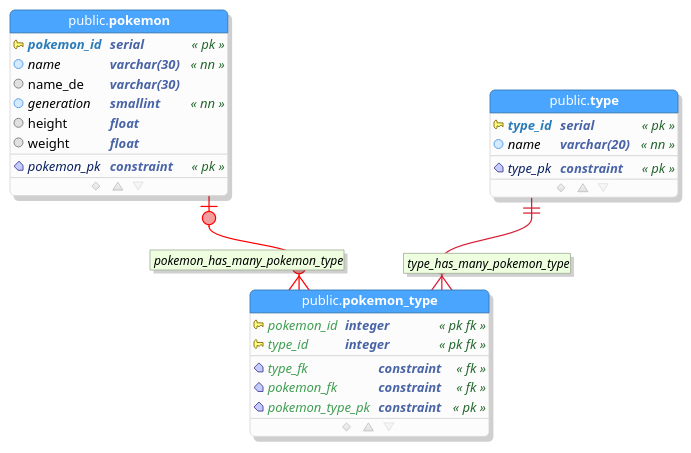 public.pokemon
pokemon_id serial « pk »
name varchar(30) « nn »
name_de varchar(30)
generation smallint « nn »
height float
weight float
pokemon_pk constraint « pk »
public.type
type_id serial « pk »
name varchar(20) « nn »
type_pk constraint « pk »
pokemon_has_many_pokemon_type
type_has_many_pokemon_type
public.pokemon_type
pokemon_id integer « pk fk »
type_id integer « pk fk »
type_fk constraint « fk »
pokemon_fk constraint « fk »
pokemon_type_pk constraint « pk »